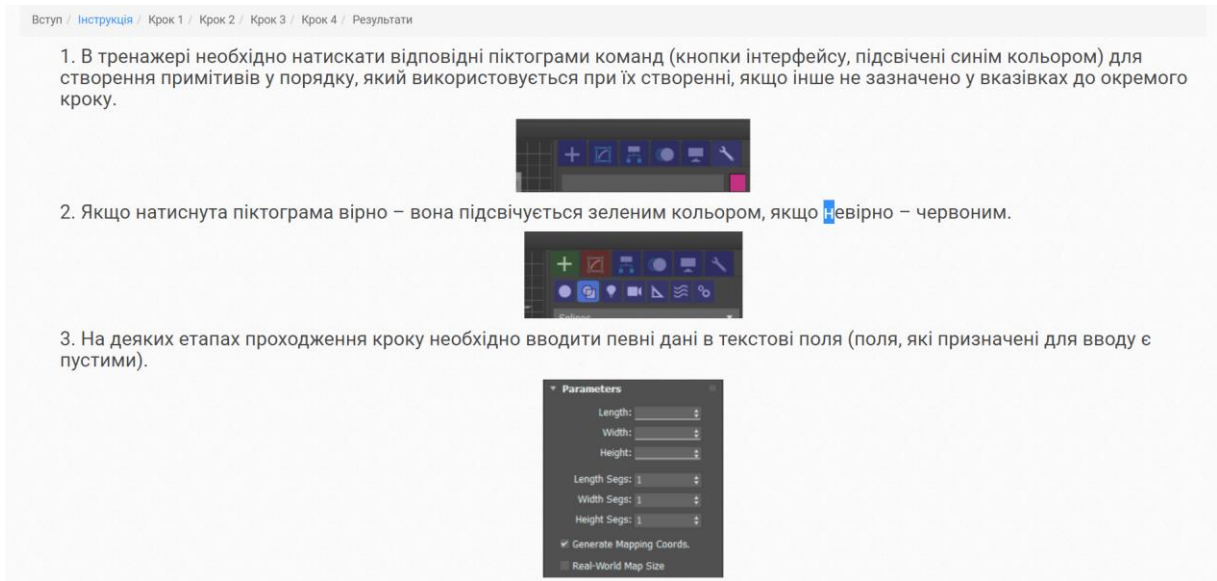 Вступ / Інструкція / Крок 1 / Крок 2 / Крок 3 / Крок 4 / Результати
1. В тренажері необхідно натискати відповідні піктограми команд (кнопки інтерфейсу, підсвічені синім кольором) для
створення примітивів у порядку, який використовується при їх створенні, якщо інше не зазначено у вказівках до окремого
кроку.
2. Якщо натиснута піктограма вірно – вона підсвічується зеленим кольором, якщо невірно – червоним.
Splines
3. На деяких етапах проходження кроку необхідно вводити певні дані в текстові поля (поля, які призначені для вводу є
пустими).
Parameters
Length:
Width:
Height:
Length Segs: 1
Width Segs: 1
Height Segs: 1
Generate Mapping Coords.
Real-World Map Size